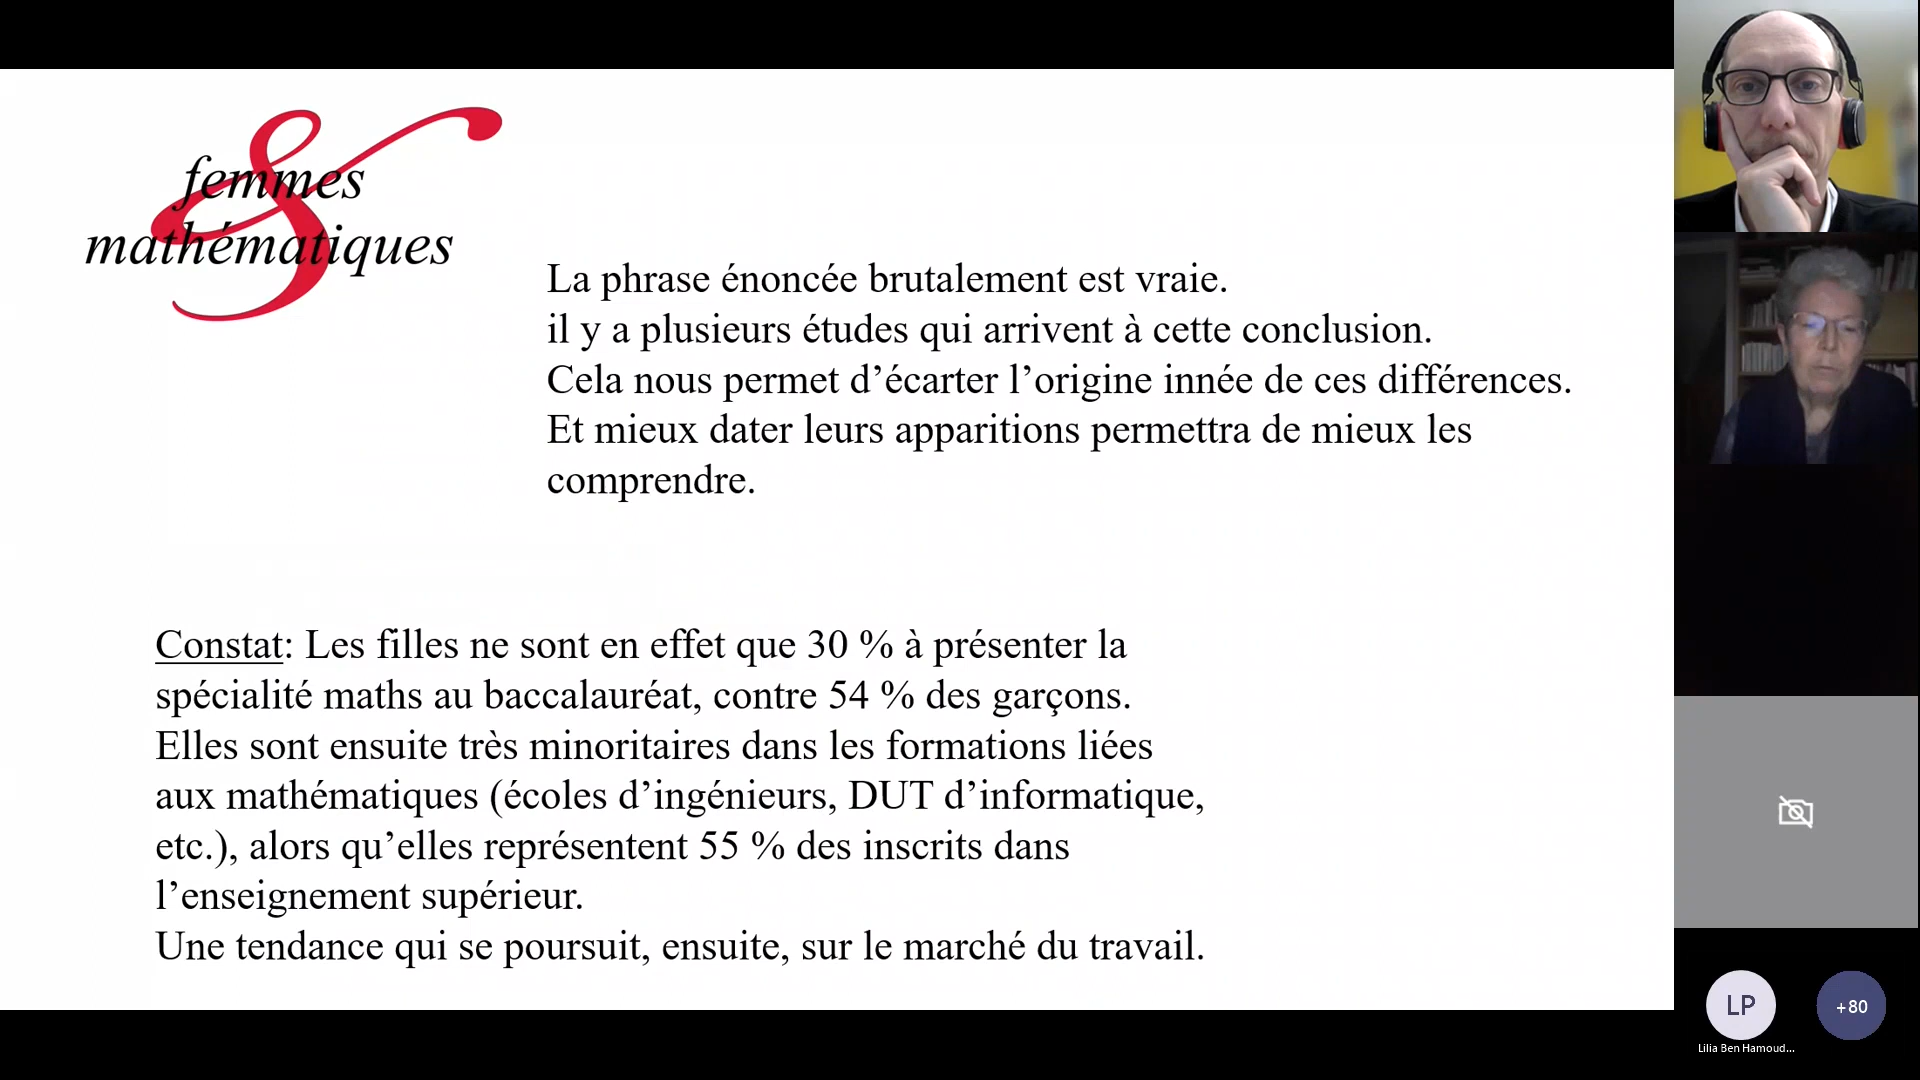 femmes
&
mathématiques
La phrase énoncée brutalement est vraie.
il y a plusieurs études qui arrivent à cette conclusion.
Cela nous permet d’écarter l’origine innée de ces différences.
Et mieux dater leurs apparitions permettra de mieux les
comprendre.
Constat: Les filles ne sont en effet que 30 % à présenter la
spécialité maths au baccalauréat, contre 54 % des garçons.
Elles sont ensuite très minoritaires dans les formations liées
aux mathématiques (écoles d’ingénieurs, DUT d’informatique,
etc.), alors qu’elles représentent 55 % des inscrits dans
l’enseignement supérieur.
Une tendance qui se poursuit, ensuite, sur le marché du travail.
LP
+80
Lilia Ben Hamoud...